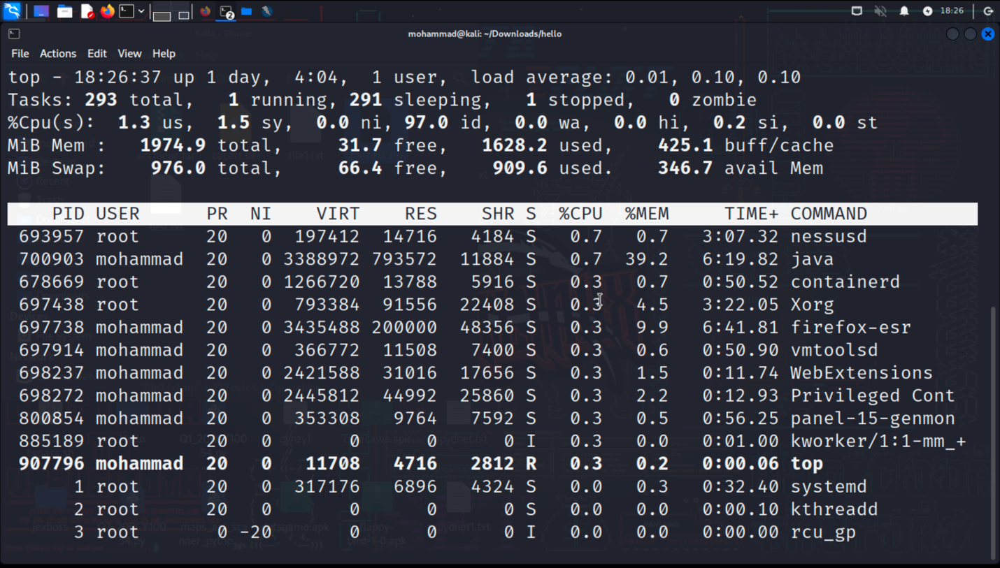 2
18:26
mohammad@kali: ~/Downloads/hello
File Actions Edit View Help
top - 18:26:37 up 1 day,  4:04,  1 user,  load average: 0.01, 0.10, 0.10
Tasks: 293 total,   1 running, 291 sleeping,   1 stopped,   0 zombie
%Cpu(s):  1.3 us,  1.5 sy,  0.0 ni, 97.0 id,  0.0 wa,  0.0 hi,  0.2 si,  0.0 st
MiB Mem :   1974.9 total,     31.7 free,   1628.2 used,    425.1 buff/cache
MiB Swap:    976.0 total,     66.4 free,    909.6 used.    346.7 avail Mem
PID USER      PR  NI    VIRT    RES    SHR S  %CPU  %MEM     TIME+ COMMAND
693957 root      20   0  197412  14716   4184 S   0.7   0.7   3:07.32 nessusd
700903 mohammad  20   0 3388972 793572  11884 S   0.7  39.2   6:19.82 java
678669 root      20   0 1266720  13788   5916 S   0.3   0.7   0:50.52 containerd
697438 root      20   0  793384  91556  22408 S   0.3   4.5   3:22.05 Xorg
697738 mohammad  20   0 3435488 200000  48356 S   0.3   9.9   6:41.81 firefox-esr
697914 mohammad  20   0  366772  11508   7400 S   0.3   0.6   0:50.90 vmtoolsd
698237 mohammad  20   0 2421588  31016  17656 S   0.3   1.5   0:11.74 WebExtensions
698272 mohammad  20   0 2445812  44992  25860 S   0.3   2.2   0:12.93 Privileged Cont
800854 mohammad  20   0  353308   9764   7592 S   0.3   0.5   0:56.25 panel-15-genmon
885189 root      20   0       0      0      0 I   0.3   0.0   0:01.00 kworker/1:1-mm_+
907796 mohammad  20   0   11708   4716   2812 R   0.3   0.2   0:00.06 top
1 root      20   0  317176   6896   4324 S   0.0   0.3   0:32.40 systemd
2 root      20   0       0      0      0 S   0.0   0.0   0:00.10 kthreadd
3 root       0 -20       0      0      0 I   0.0   0.0   0:00.00 rcu_gp